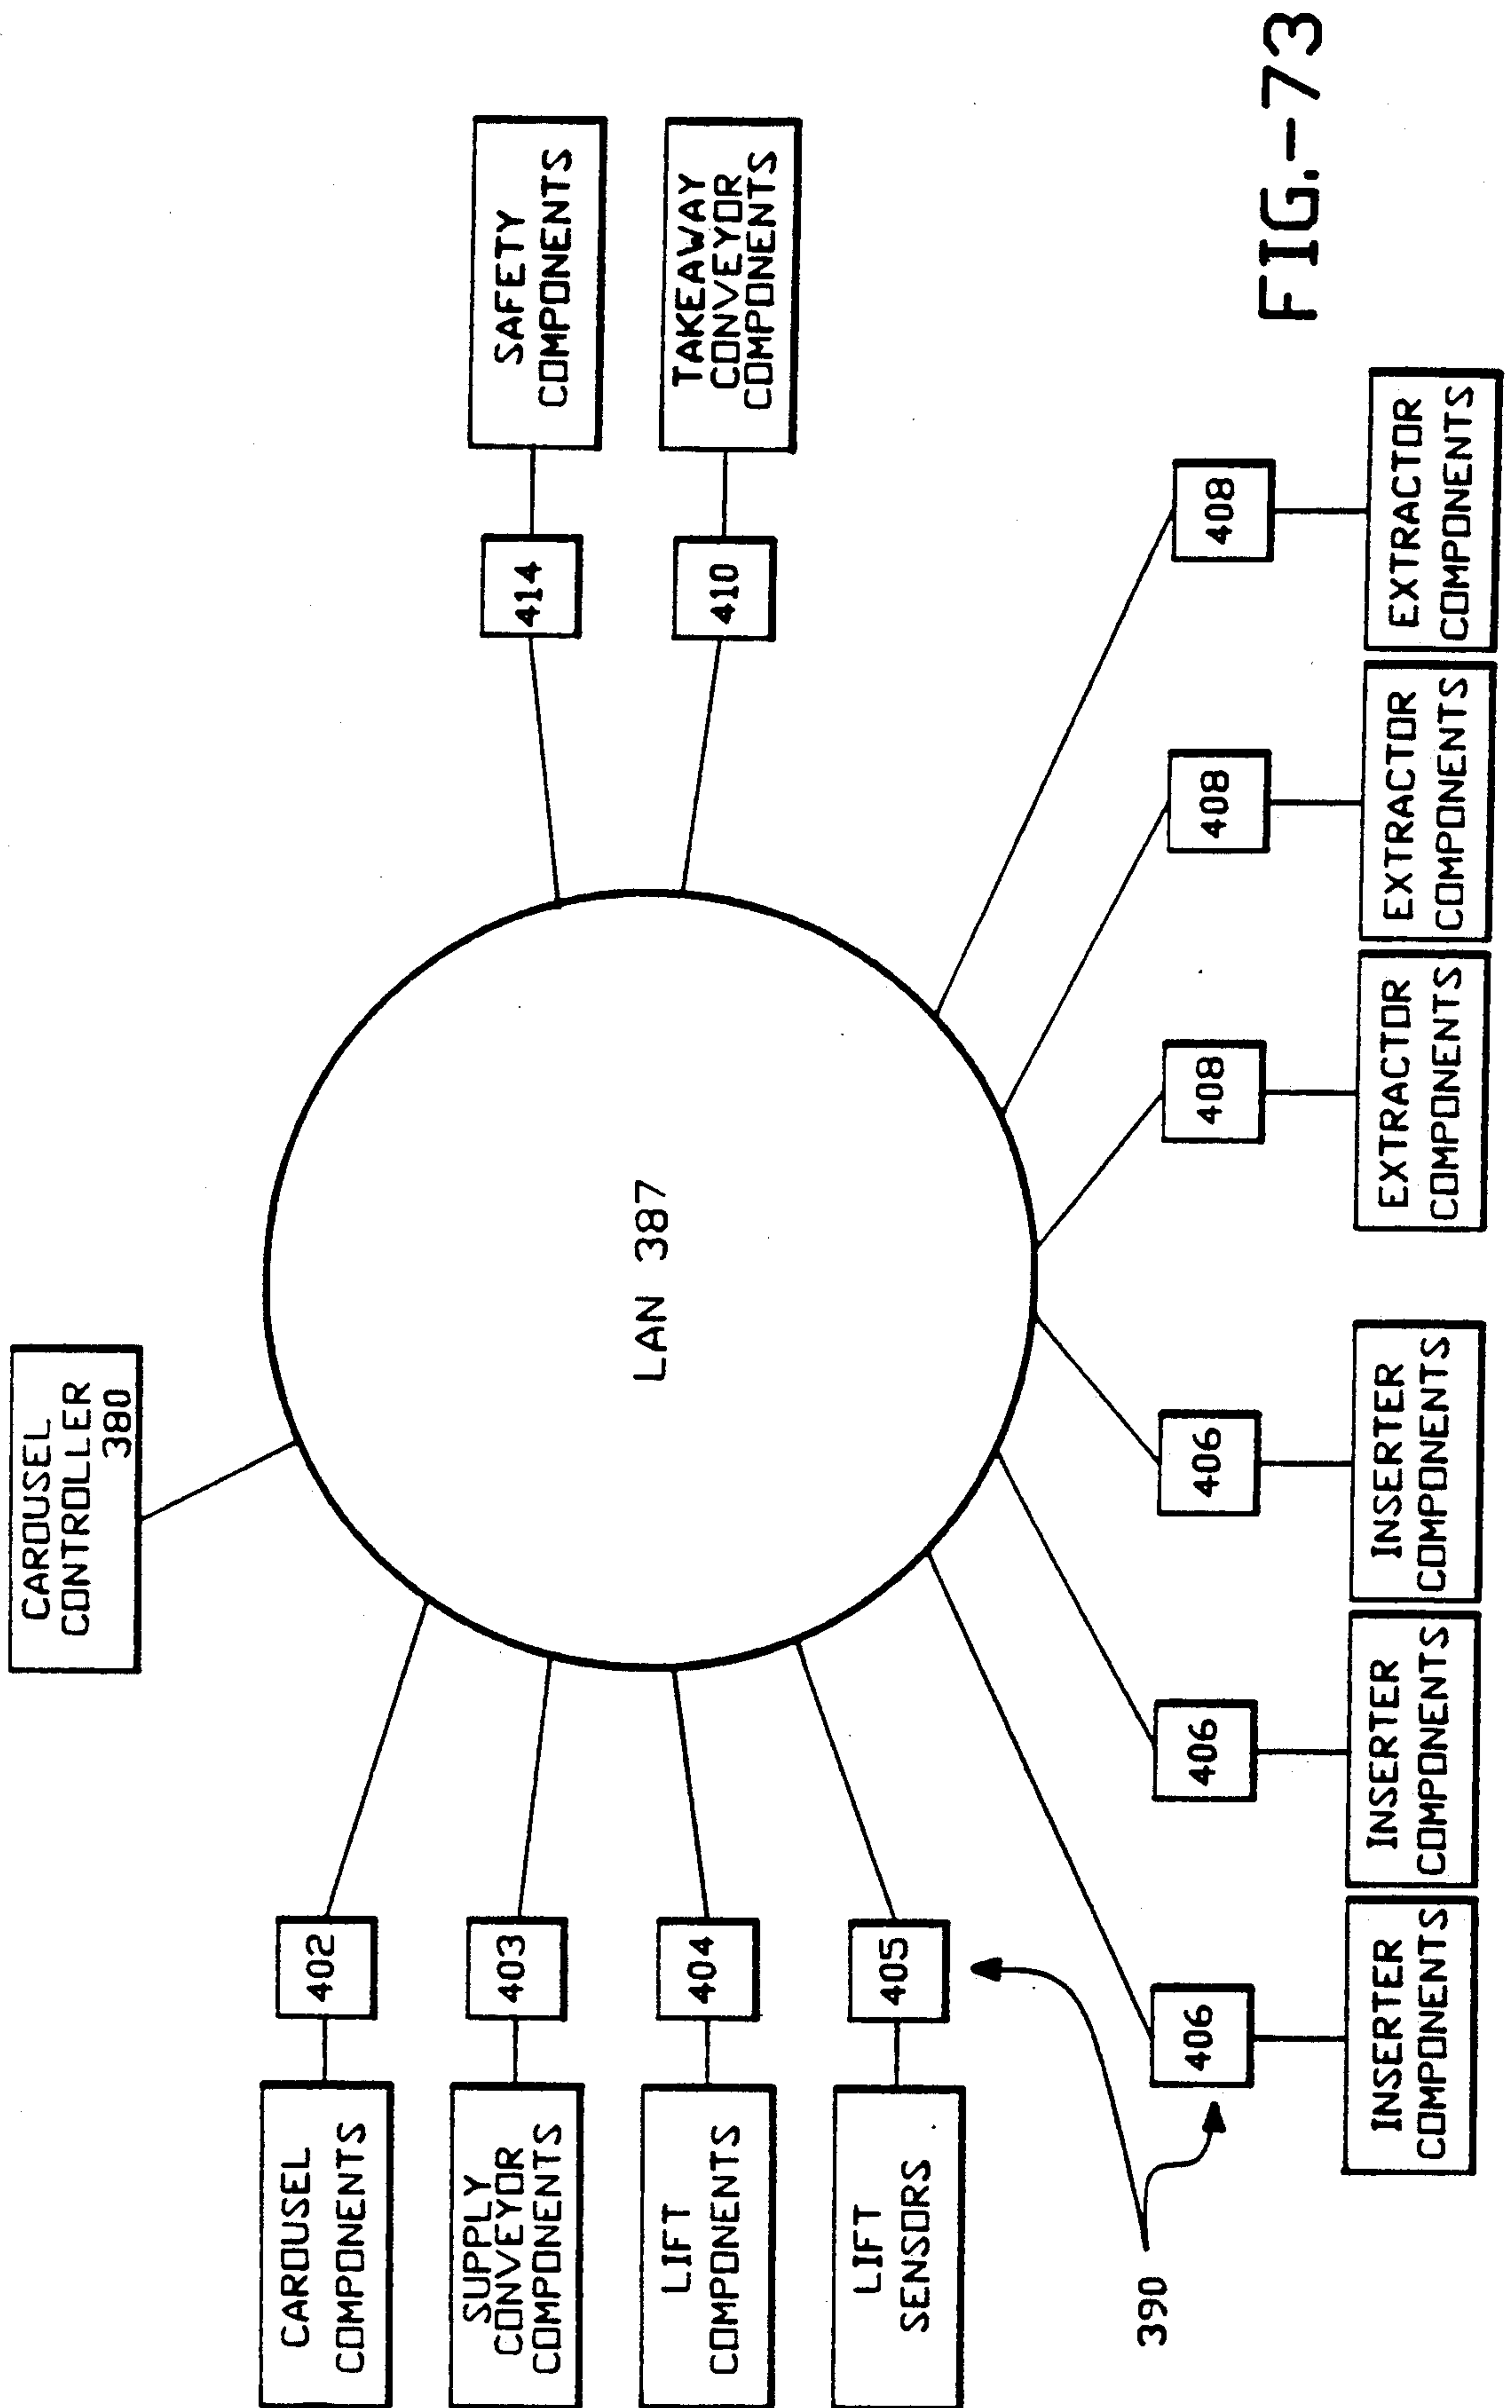 CAROUSEL
CONTROLLER
380
CAROUSEL
COMPONENTS
402
SUPPLY
CONVEYOR
COMPONENTS
403
LIFT
COMPONENTS
404
LIFT
SENSORS
405
390
LAN 387
414
SAFETY
COMPONENTS
410
TAKEAWAY
CONVEYOR
COMPONENTS
406
406
406
408
408
408
INSERTER
COMPONENTS
INSERTER
COMPONENTS
INSERTER
COMPONENTS
EXTRACTOR
COMPONENTS
EXTRACTOR
COMPONENTS
EXTRACTOR
COMPONENTS
FIG.-73